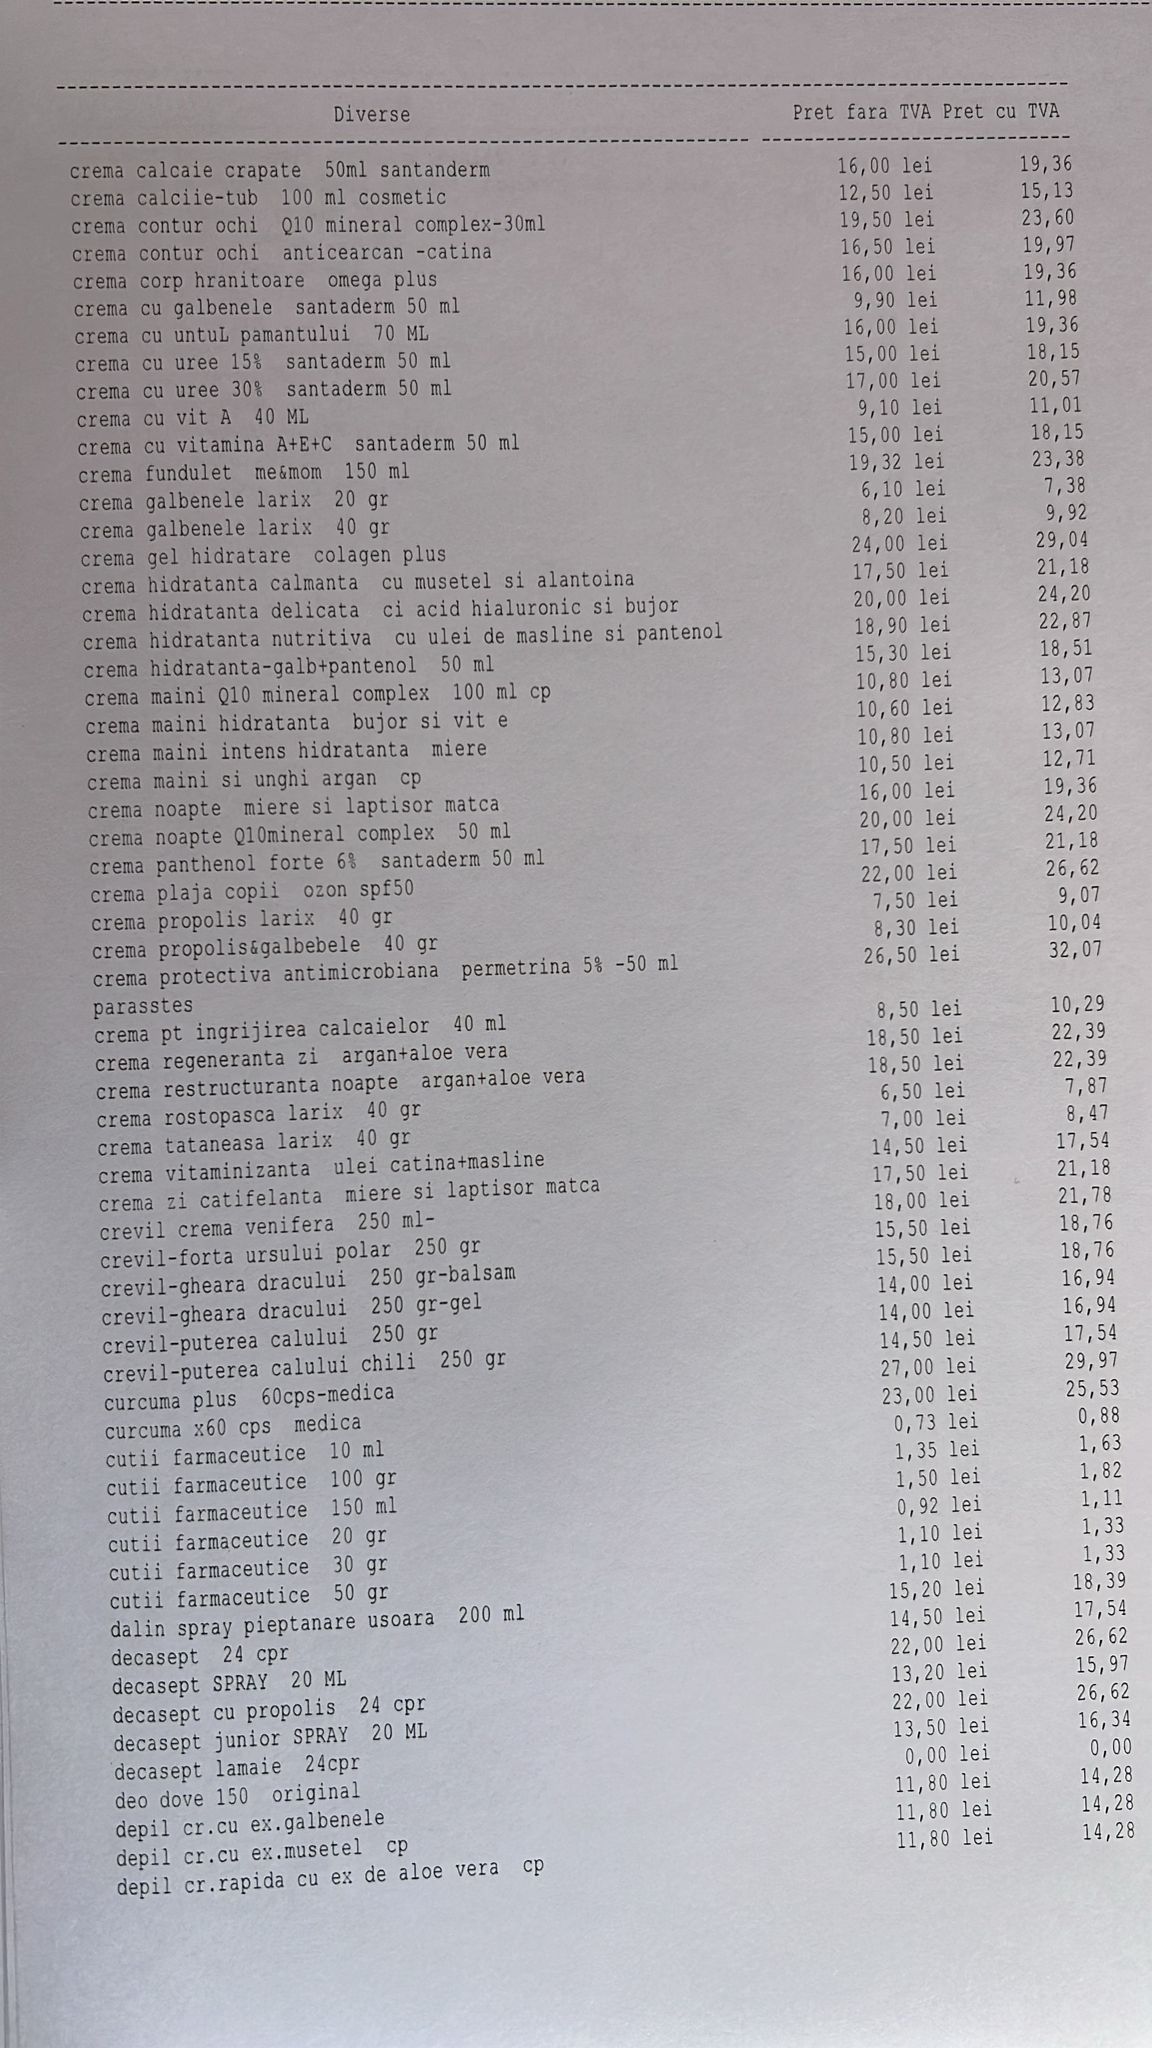 Diverse Pret fara TVA Pret cu TVA
crema calcaie crapate 50ml santanderm 16,00 lei 19,36
crema calciie-tub 100 ml cosmetic 12,50 lei 15,13
crema contur ochi Q10 mineral complex-30ml 19,50 lei 23,60
crema contur ochi anticearcan -catina 16,50 lei 19,97
crema corp hranitoare omega plus 16,00 lei 19,36
crema cu galbenele santaderm 50 ml 9,90 lei 11,98
crema cu untuL pamantului 70 ML 16,00 lei 19,36
crema cu uree 15% santaderm 50 ml 15,00 lei 18,15
crema cu uree 30% santaderm 50 ml 17,00 lei 20,57
crema cu vit A 40 ML 9,10 lei 11,01
crema cu vitamina A+E+C santaderm 50 ml 15,00 lei 18,15
crema fundulet me&mom 150 ml 19,32 lei 23,38
crema galbenele larix 20 gr 6,10 lei 7,38
crema galbenele larix 40 gr 8,20 lei 9,92
crema gel hidratare colagen plus 24,00 lei 29,04
crema hidratanta calmanta cu musetel si alantoina 17,50 lei 21,18
crema hidratanta delicata ci acid hialuronic si bujor 20,00 lei 24,20
crema hidratanta nutritiva cu ulei de masline si pantenol 18,90 lei 22,87
crema hidratanta-galb+pantenol 50 ml 15,30 lei 18,51
crema maini Q10 mineral complex 100 ml cp 10,80 lei 13,07
crema maini hidratanta bujor si vit e 10,60 lei 12,83
crema maini intens hidratanta miere 10,80 lei 13,07
crema maini si unghi argan cp 10,50 lei 12,71
crema noapte miere si laptisor matca 16,00 lei 19,36
crema noapte Q10mineral complex 50 ml 20,00 lei 24,20
crema panthenol forte 6% santaderm 50 ml 17,50 lei 21,18
crema plaja copii ozon spf50 22,00 lei 26,62
crema propolis larix 40 gr 7,50 lei 9,07
crema propolis&galbebele 40 gr 8,30 lei 10,04
crema protectiva antimicrobiana permetrina 5% -50 ml 26,50 lei 32,07
parasstes
crema pt ingrijirea calcaielor 40 ml 8,50 lei 10,29
crema regeneranta zi argan+aloe vera 18,50 lei 22,39
crema restructuranta noapte argan+aloe vera 18,50 lei 22,39
crema rostopasca larix 40 gr 6,50 lei 7,87
crema tataneasa larix 40 gr 7,00 lei 8,47
crema vitaminizanta ulei catina+masline 14,50 lei 17,54
crema zi catifelanta miere si laptisor matca 17,50 lei 21,18
crevil crema venifera 250 ml- 18,00 lei 21,78
crevil-forta ursului polar 250 gr 15,50 lei 18,76
crevil-gheara dracului 250 gr-balsam 15,50 lei 18,76
crevil-gheara dracului 250 gr-gel 14,00 lei 16,94
crevil-puterea calului 250 gr 14,00 lei 16,94
crevil-puterea calului chili 250 gr 14,50 lei 17,54
curcuma plus 60cps-medica 27,00 lei 29,97
curcuma x60 cps medica 23,00 lei 25,53
cutii farmaceutice 10 ml 0,73 lei 0,88
cutii farmaceutice 100 gr 1,35 lei 1,63
cutii farmaceutice 150 ml 1,50 lei 1,82
cutii farmaceutice 20 gr 0,92 lei 1,11
cutii farmaceutice 30 gr 1,10 lei 1,33
cutii farmaceutice 50 gr 1,10 lei 1,33
dalin spray pieptanare usoara 200 ml 15,20 lei 18,39
decasept 24 cpr 14,50 lei 17,54
decasept SPRAY 20 ML 22,00 lei 26,62
decasept cu propolis 24 cpr 13,20 lei 15,97
decasept junior SPRAY 20 ML 22,00 lei 26,62
decasept lamaie 24cpr 13,50 lei 16,34
deo dove 150 original 0,00 lei 0,00
depil cr.cu ex.galbenele 11,80 lei 14,28
depil cr.cu ex.musetel cp 11,80 lei 14,28
depil cr.rapida cu ex de aloe vera cp 11,80 lei 14,28